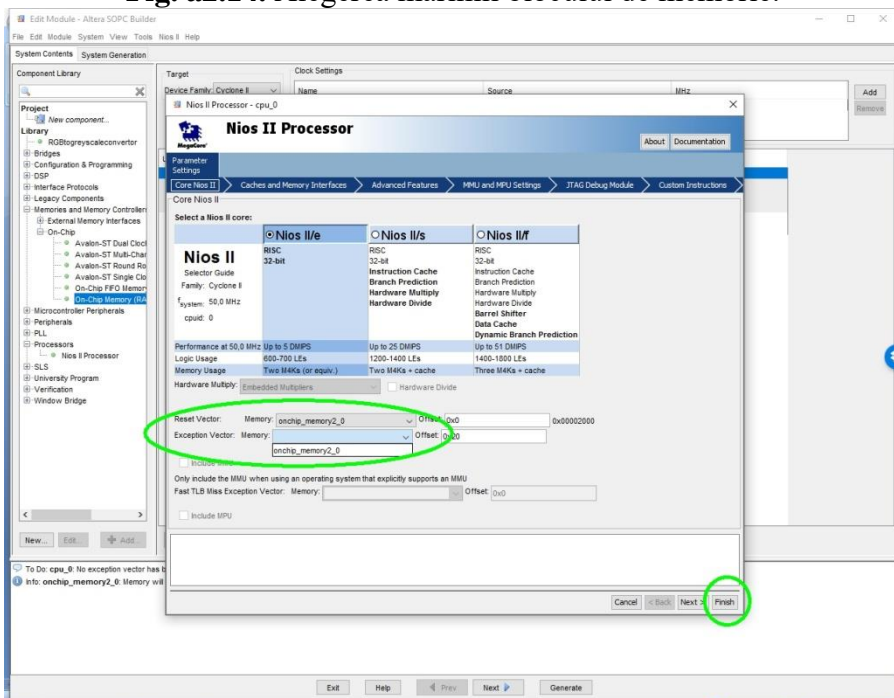 Edit Module - Altera SOPC Builder
File Edit Module System View Tools Nios II Help
System Contents System Generation
Component Library
Target
Clock Settings
Device Family: Cyclone II
Name Source MHz
Add
Remove
Project
New component...
Library
RGBtogreyscaleconvertor
Bridges
Configuration & Programming
DSP
Interface Protocols
Legacy Components
Memories and Memory Controller
External Memory Interfaces
On-Chip
Avalon-ST Dual Cloc
Avalon-ST Multi-Char
Avalon-ST Round Ro
Avalon-ST Single Clo
On-Chip FIFO Memor
On-Chip Memory (RA
Microcontroller Peripherals
Peripherals
PLL
Processors
Nios II Processor
SLS
University Program
Verification
Window Bridge
New... Edit... Add...
Nios II Processor - cpu_0
Nios II Processor
MegaCore'
About Documentation
Parameter
Settings
Core Nios II Caches and Memory Interfaces Advanced Features MMU and MPU Settings JTAG Debug Module Custom Instructions
Core Nios II
Select a Nios II core:
Nios II/e Nios II/s Nios II/f
Nios II
Selector Guide
Family: Cyclone II
fsystem: 50,0 MHz
cpuid: 0
RISC
32-bit
RISC
32-bit
Instruction Cache
Branch Prediction
Hardware Multiply
Hardware Divide
RISC
32-bit
Instruction Cache
Branch Prediction
Hardware Multiply
Hardware Divide
Barrel Shifter
Data Cache
Dynamic Branch Prediction
Performance at 50,0 MHz Up to 5 DMIPS Up to 25 DMIPS Up to 51 DMIPS
Logic Usage 600-700 LEs 1200-1400 LEs 1400-1800 LEs
Memory Usage Two M4Ks (or equiv.) Two M4Ks + cache Three M4Ks + cache
Hardware Multiply: Embedded Multipliers Hardware Divide
Reset Vector: Memory: onchip_memory2_0 Offset: 0x0 0x00002000
Exception Vector: Memory: Offset: 0x20
onchip_memory2_0
Include MMU
Only include the MMU when using an operating system that explicitly supports an MMU
Fast TLB Miss Exception Vector: Memory: Offset: 0x0
Include MPU
Cancel < Back Next > Finish
To Do: cpu_0: No exception vector has b
Info: onchip_memory2_0: Memory will
Exit Help Prev Next Generate